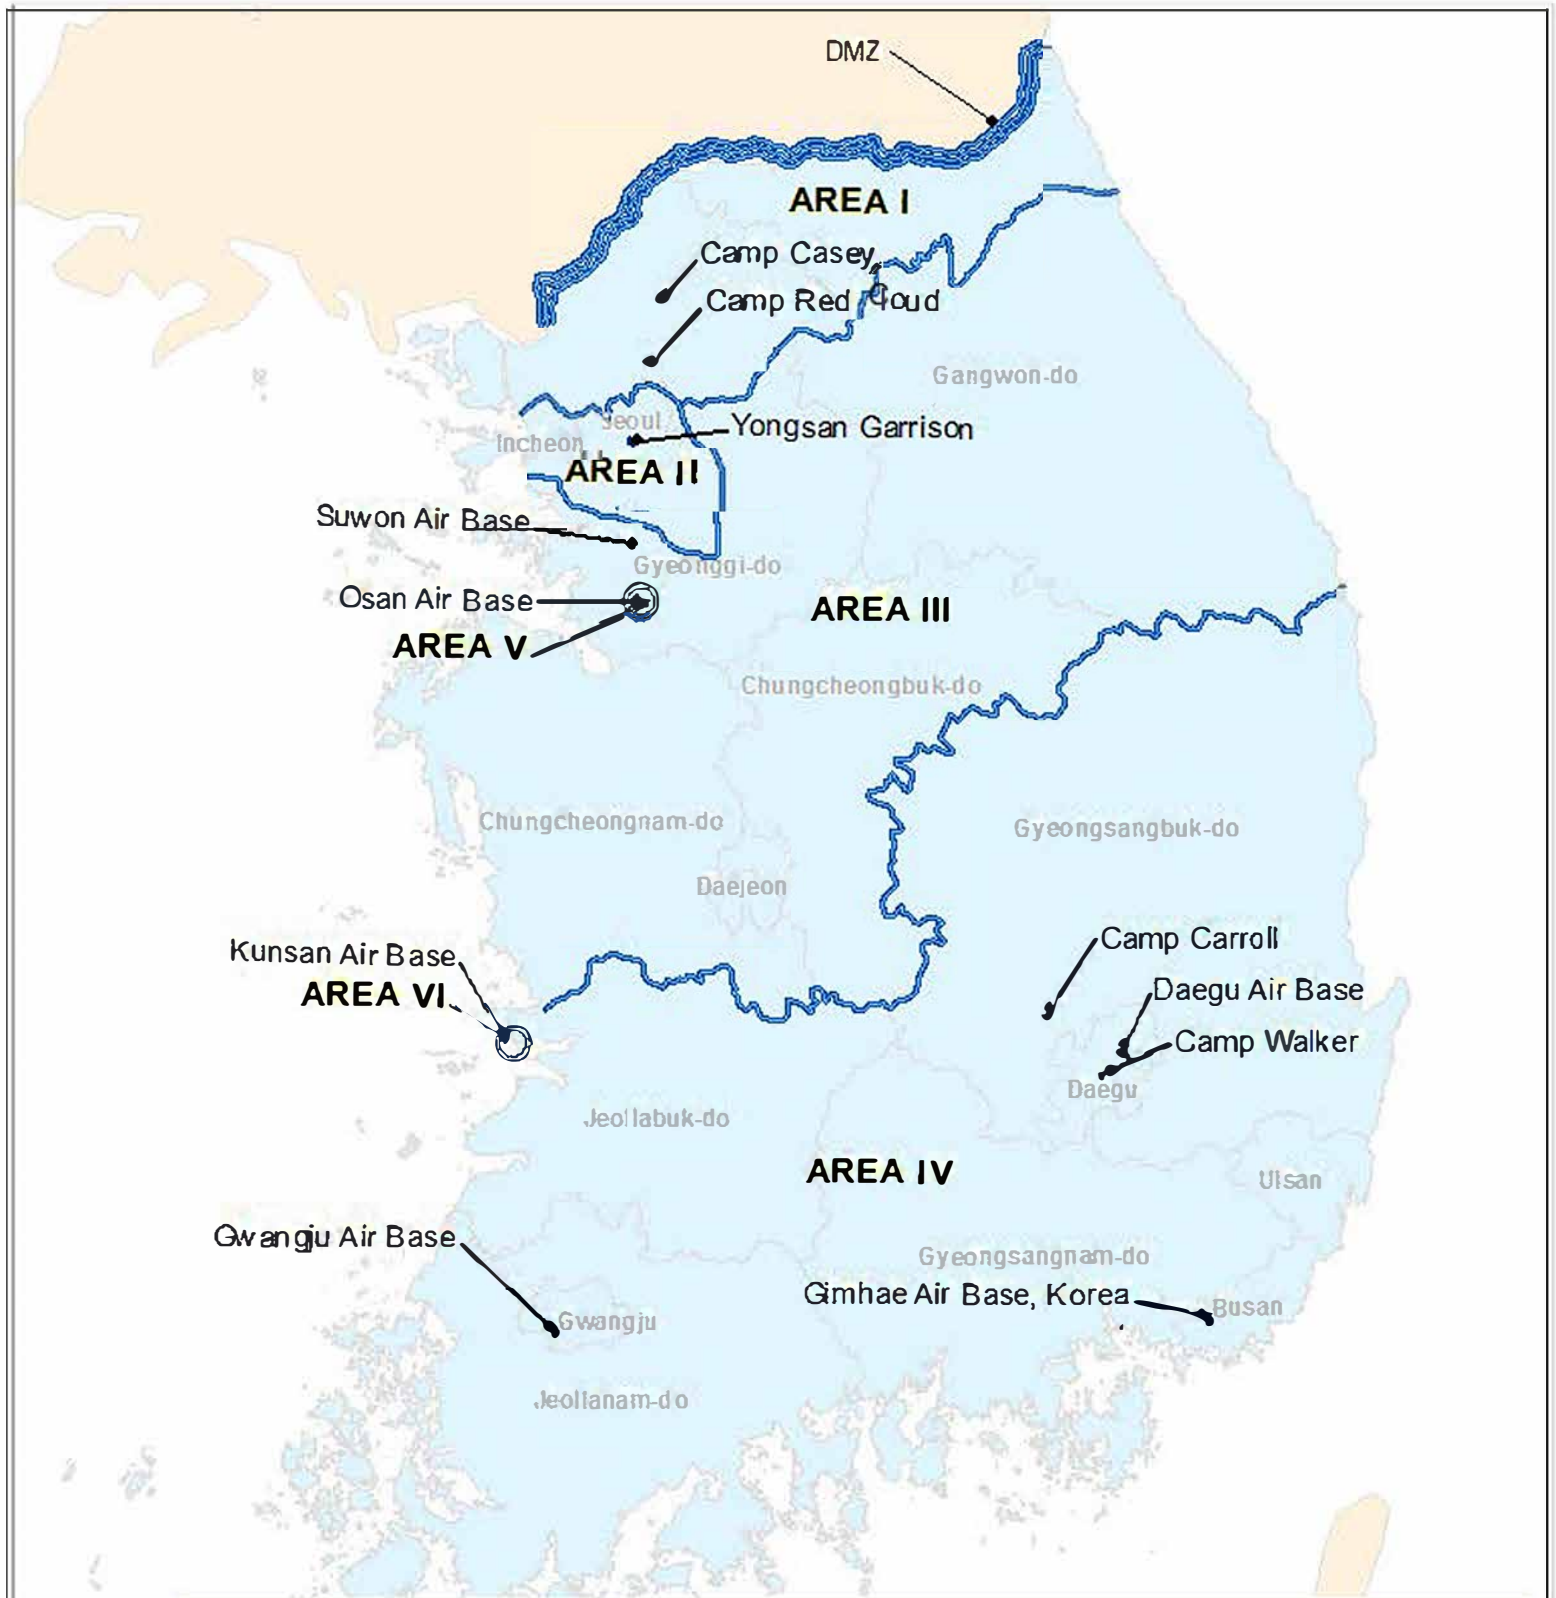 DMZ
AREA I
Camp Casey
Camp Red Cloud
Gangwon-do
Seoul
Yongsan Garrison
Incheon
AREA II
Suwon Air Base
Gyeonggi-do
Osan Air Base
AREA III
AREA V
Chungcheongbuk-do
Chungcheongnam-do
Gyeongsangbuk-do
Daejeon
Camp Carroll
Kunsan Air Base
AREA VI
Daegu Air Base
Camp Walker
Daegu
Jeollabuk-do
AREA IV
Ulsan
Gwangju Air Base
Gyeongsangnam-do
Gimhae Air Base, Korea
Busan
Gwangju
Jeollanam-do